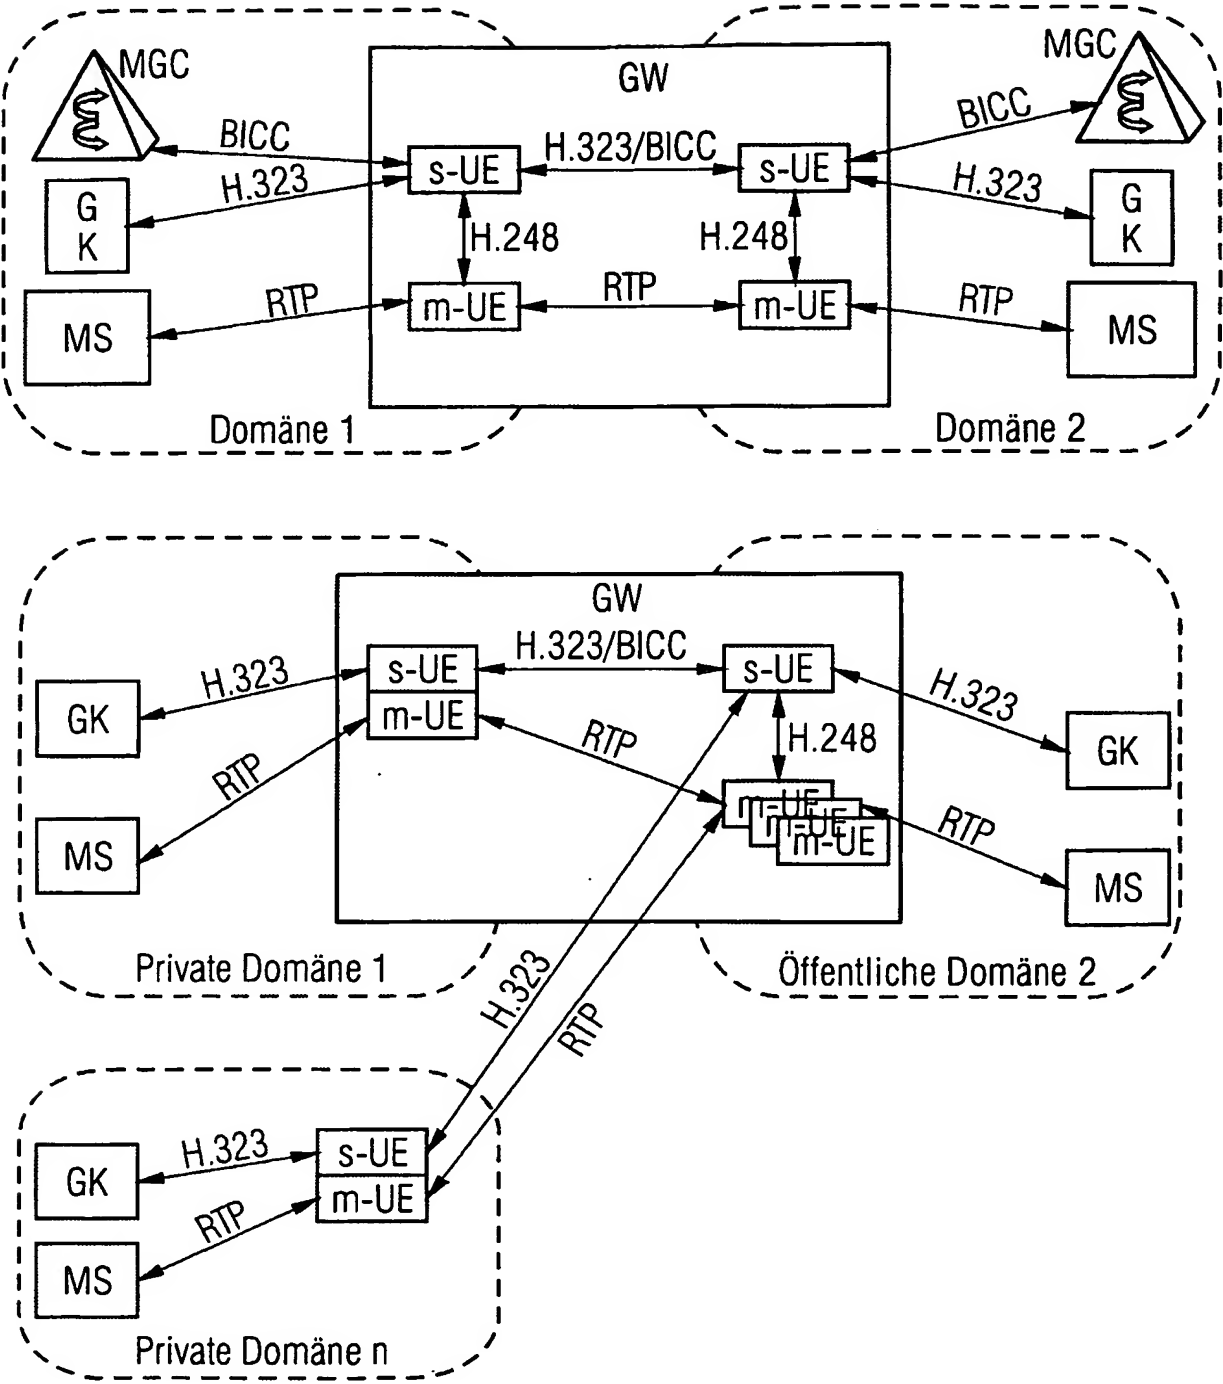 MGC
GW
MGC
BICC
H.323/BICC
BICC
s-UE
s-UE
H.323
H.323
G
K
G
K
H.248
H.248
RTP
RTP
RTP
m-UE
m-UE
MS
MS
Domäne 1
Domäne 2
GW
H.323/BICC
s-UE
s-UE
H.323
H.323
GK
m-UE
RTP
H.248
GK
RTP
m-UE
m-UE
m-UE
RTP
MS
MS
Private Domäne 1
Öffentliche Domäne 2
H.323
RTP
H.323
s-UE
GK
m-UE
RTP
MS
Private Domäne n